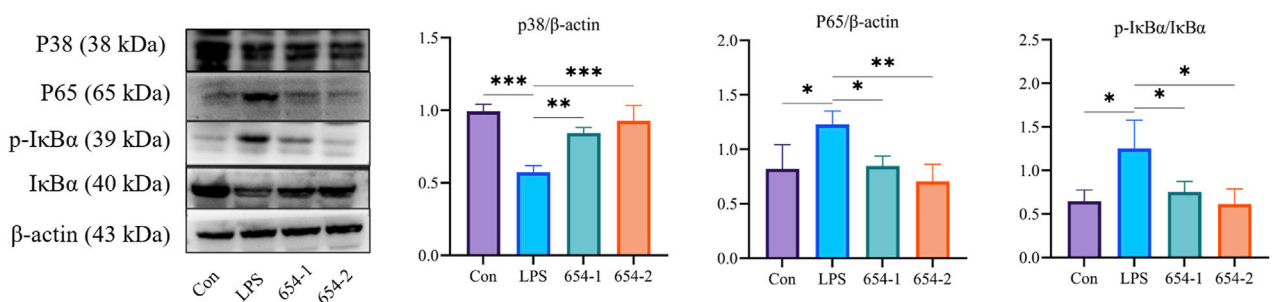 P38 (38 kDa)
P65 (65 kDa)
p-IκBα (39 kDa)
IκBα (40 kDa)
β-actin (43 kDa)
Con
LPS
654-1
654-2
p38/β-actin
1.5
1.0
0.5
0.0
***
***
**
Con
LPS
654-1
654-2
P65/β-actin
2.0
1.5
1.0
0.5
0.0
*
**
*
Con
LPS
654-1
654-2
p-IκBα/IκBα
2.5
2.0
1.5
1.0
0.5
0.0
*
*
*
Con
LPS
654-1
654-2